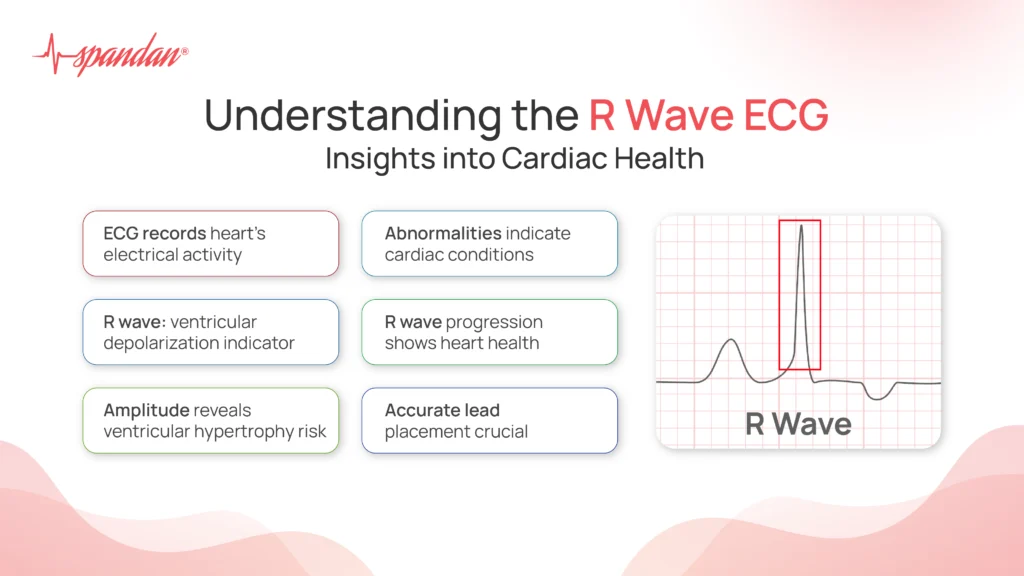 spandan®
Understanding the R Wave ECG
Insights into Cardiac Health
ECG records heart's
electrical activity
Abnormalities indicate
cardiac conditions
R wave: ventricular
depolarization indicator
R wave progression
shows heart health
Amplitude reveals
ventricular hypertrophy risk
Accurate lead
placement crucial
R Wave